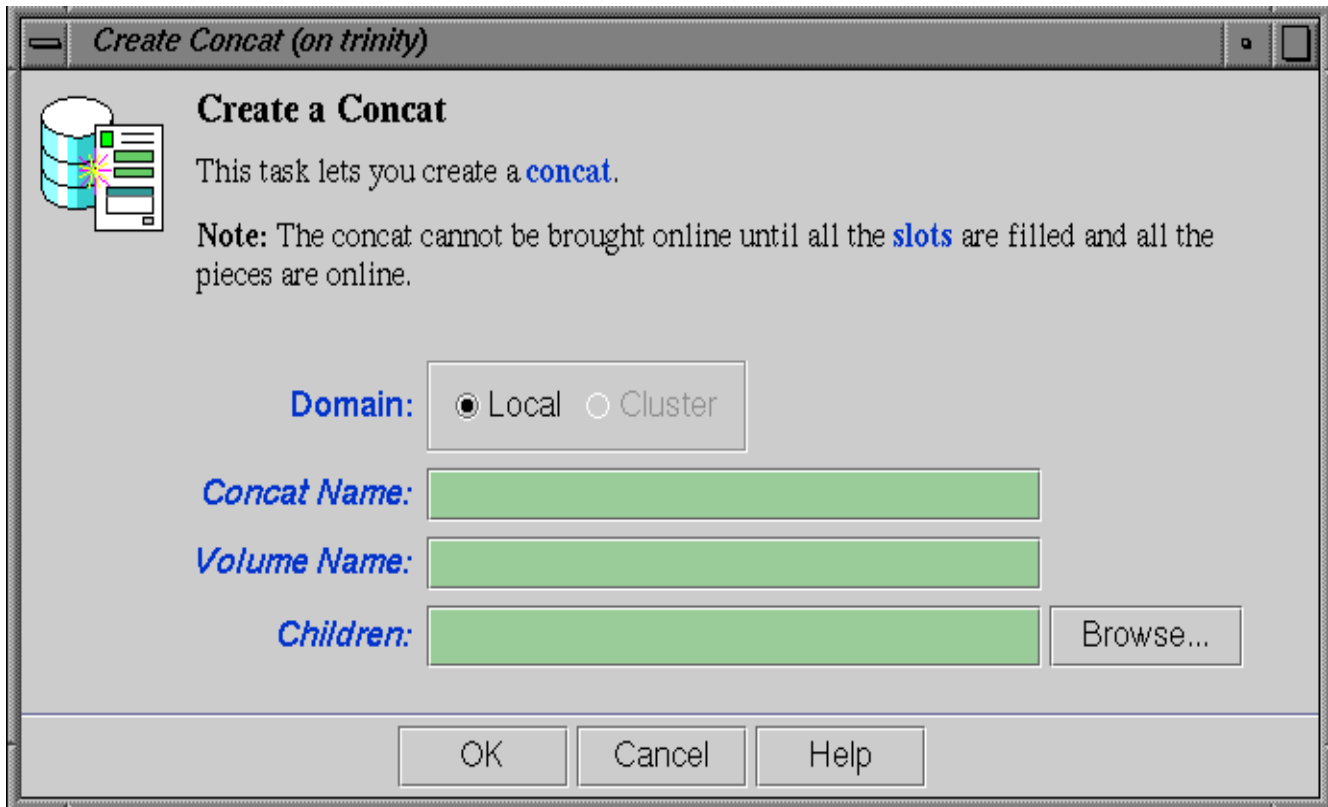 Create Concat (on trinity)
Create a Concat
This task lets you create a concat.
Note: The concat cannot be brought online until all the slots are filled and all the
pieces are online.
Domain: Local Cluster
Concat Name:
Volume Name:
Children: Browse...
OK Cancel Help